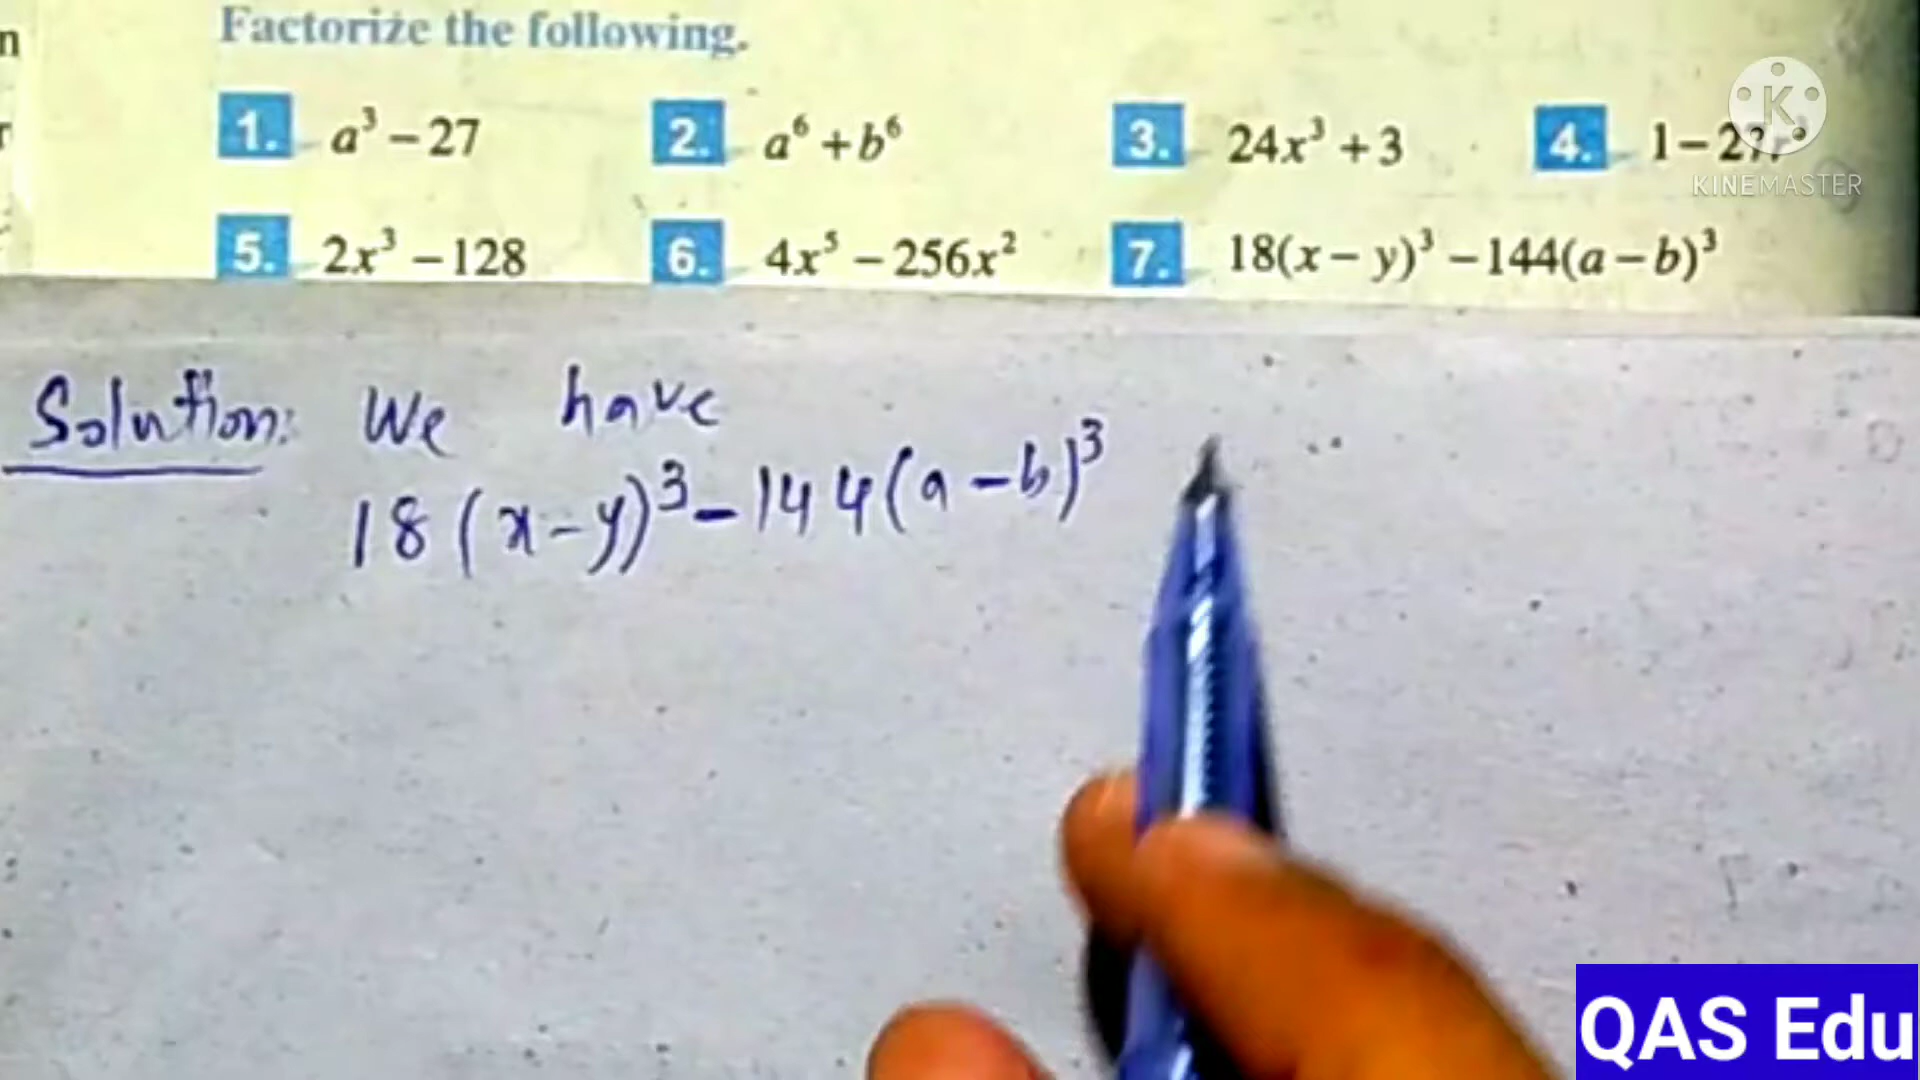 Factorize the following.
1. a³ – 27 2. a⁶ + b⁶ 3. 24x³ + 3 4. 1 – 27r³
KINEMASTER
5. 2x³ – 128 6. 4x⁵ – 256x² 7. 18(x – y)³ – 144(a – b)³
Solution: We have
18(x-y)³ - 144(a-b)³
QAS Edu